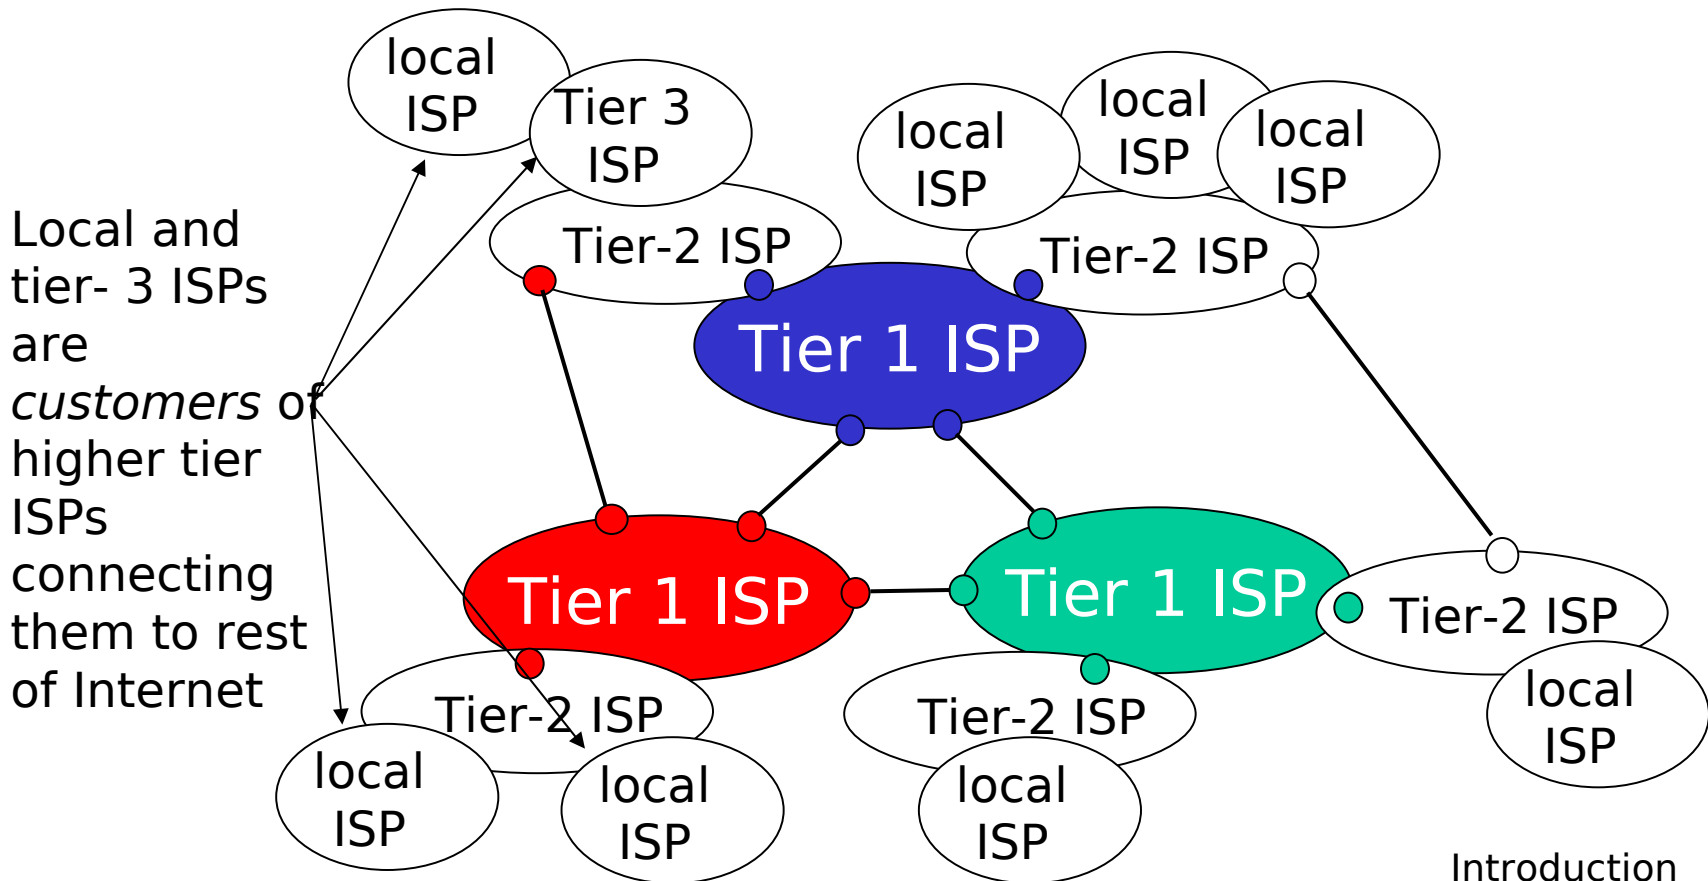 local
ISP
Tier 3
ISP
local
ISP
local
ISP
local
ISP
Local and
tier- 3 ISPs
are
customers of
higher tier
ISPs
connecting
them to rest
of Internet
Tier-2 ISP
Tier-2 ISP
Tier 1 ISP
Tier 1 ISP
Tier 1 ISP
Tier-2 ISP
Tier-2 ISP
Tier-2 ISP
local
ISP
local
ISP
local
ISP
local
ISP
Introduction